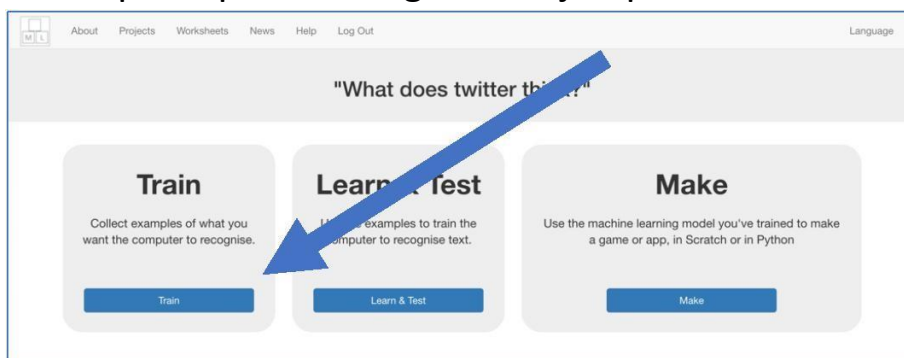 M L
About Projects Worksheets News Help Log Out Language
"What does twitter
Train
Collect examples of what you
want the computer to recognise.
Train
Learn & Test
examples to train the
computer to recognise text.
Learn & Test
Make
Use the machine learning model you've trained to make
a game or app, in Scratch or in Python
Make